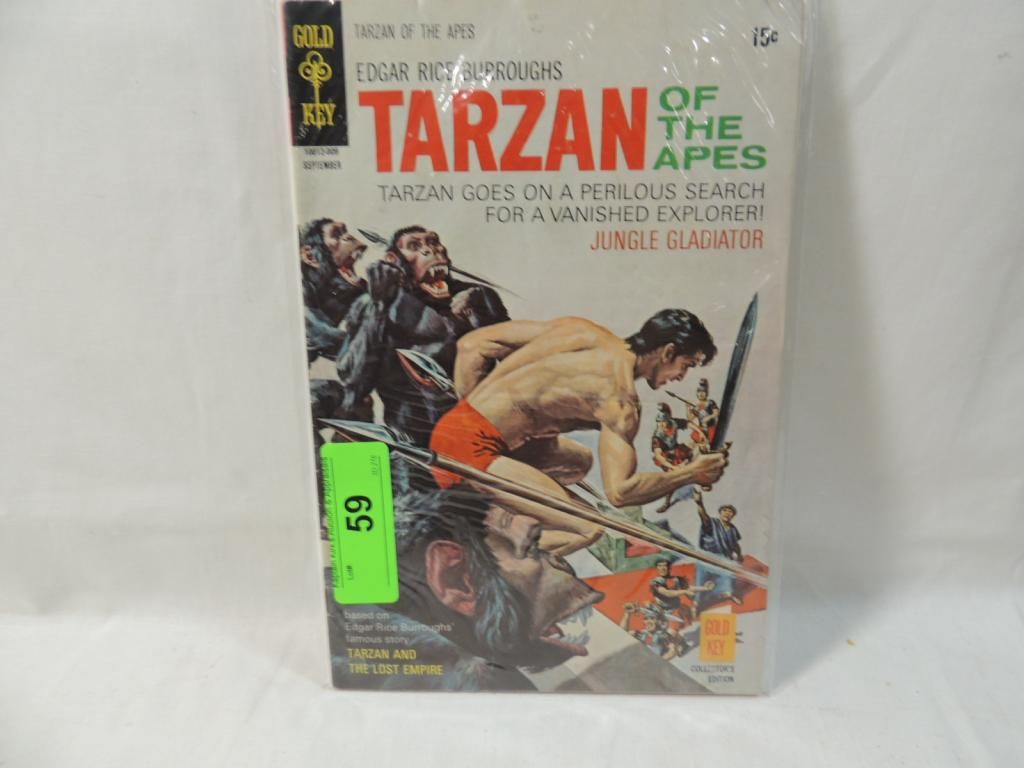 GOLD
KEY
TARZAN OF THE APES
15¢
EDGAR RICE BURROUGHS
TARZAN
OF
THE
APES
SEPTEMBER
TARZAN GOES ON A PERILOUS SEARCH
FOR A VANISHED EXPLORER!
JUNGLE GLADIATOR
Lot#
59
based on
Edgar Rice Burroughs'
famous story
TARZAN AND
THE LOST EMPIRE
GOLD
KEY
COLLECTOR'S
EDITION